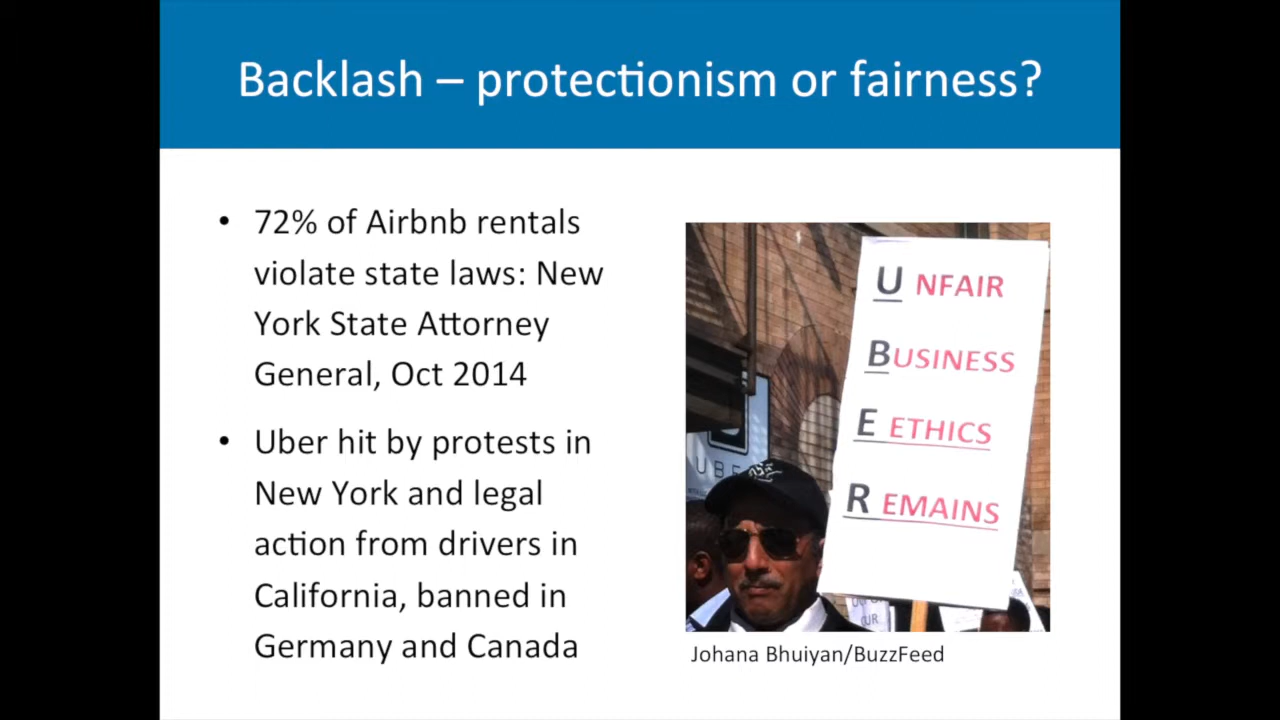 Backlash – protectionism or fairness?
• 72% of Airbnb rentals
violate state laws: New
York State Attorney
General, Oct 2014
• Uber hit by protests in
New York and legal
action from drivers in
California, banned in
Germany and Canada
U NFAIR
BUSINESS
E ETHICS
R EMAINS
UBE
Johana Bhuiyan/BuzzFeed